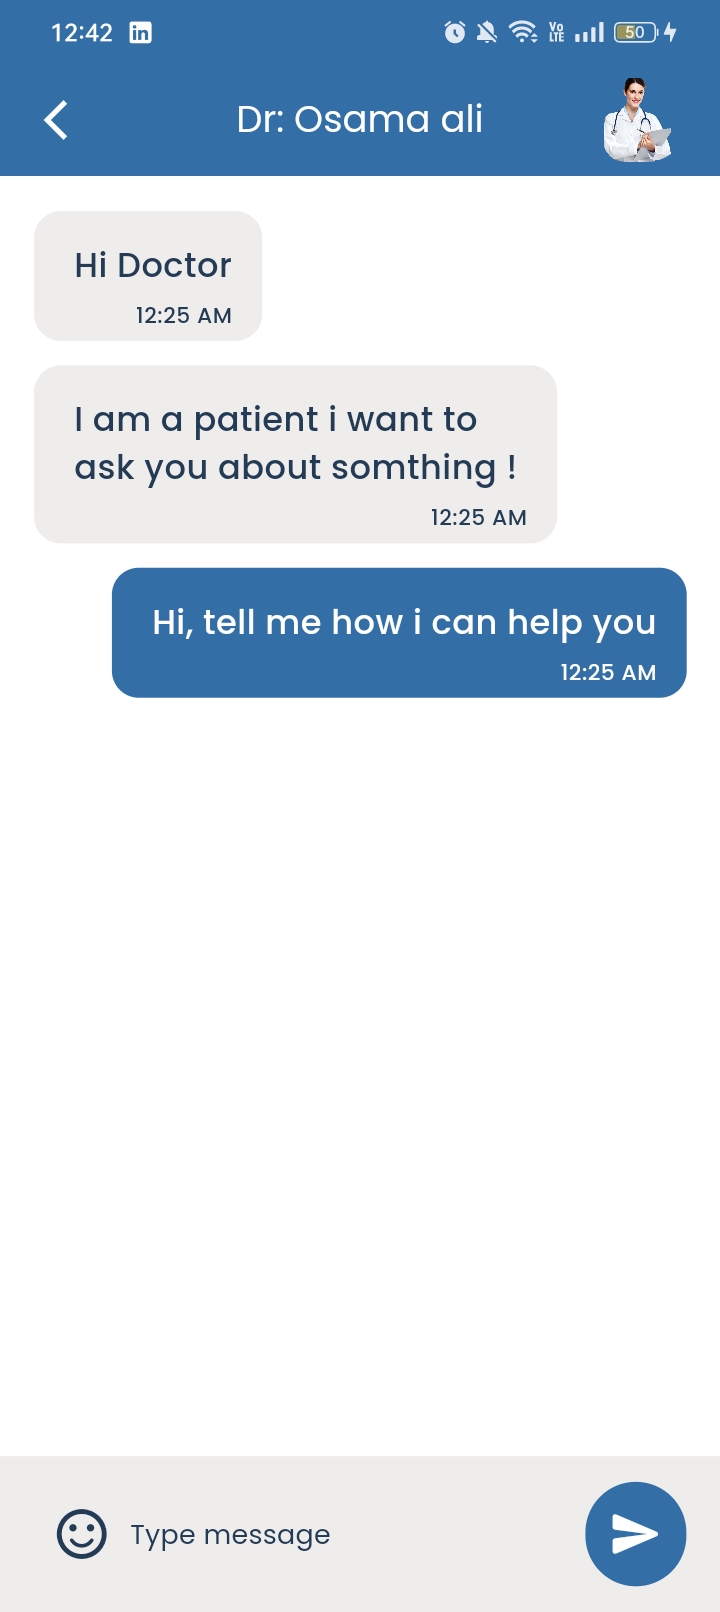 12:42 in Vo LTE 50
Dr: Osama ali
Hi Doctor
12:25 AM
I am a patient i want to
ask you about somthing !
12:25 AM
Hi, tell me how i can help you
12:25 AM
Type message